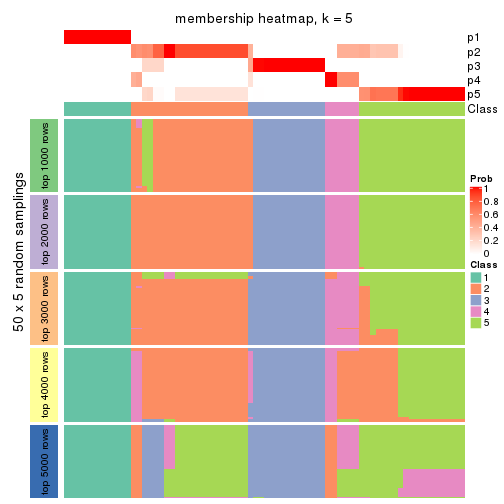 membership heatmap, k = 5
p1
p2
p3
p4
p5
Class
50 x 5 random samplings
top 1000 rows
top 2000 rows
top 3000 rows
top 4000 rows
top 5000 rows
Prob
1
0.8
0.6
0.4
0.2
0
Class
1
2
3
4
5